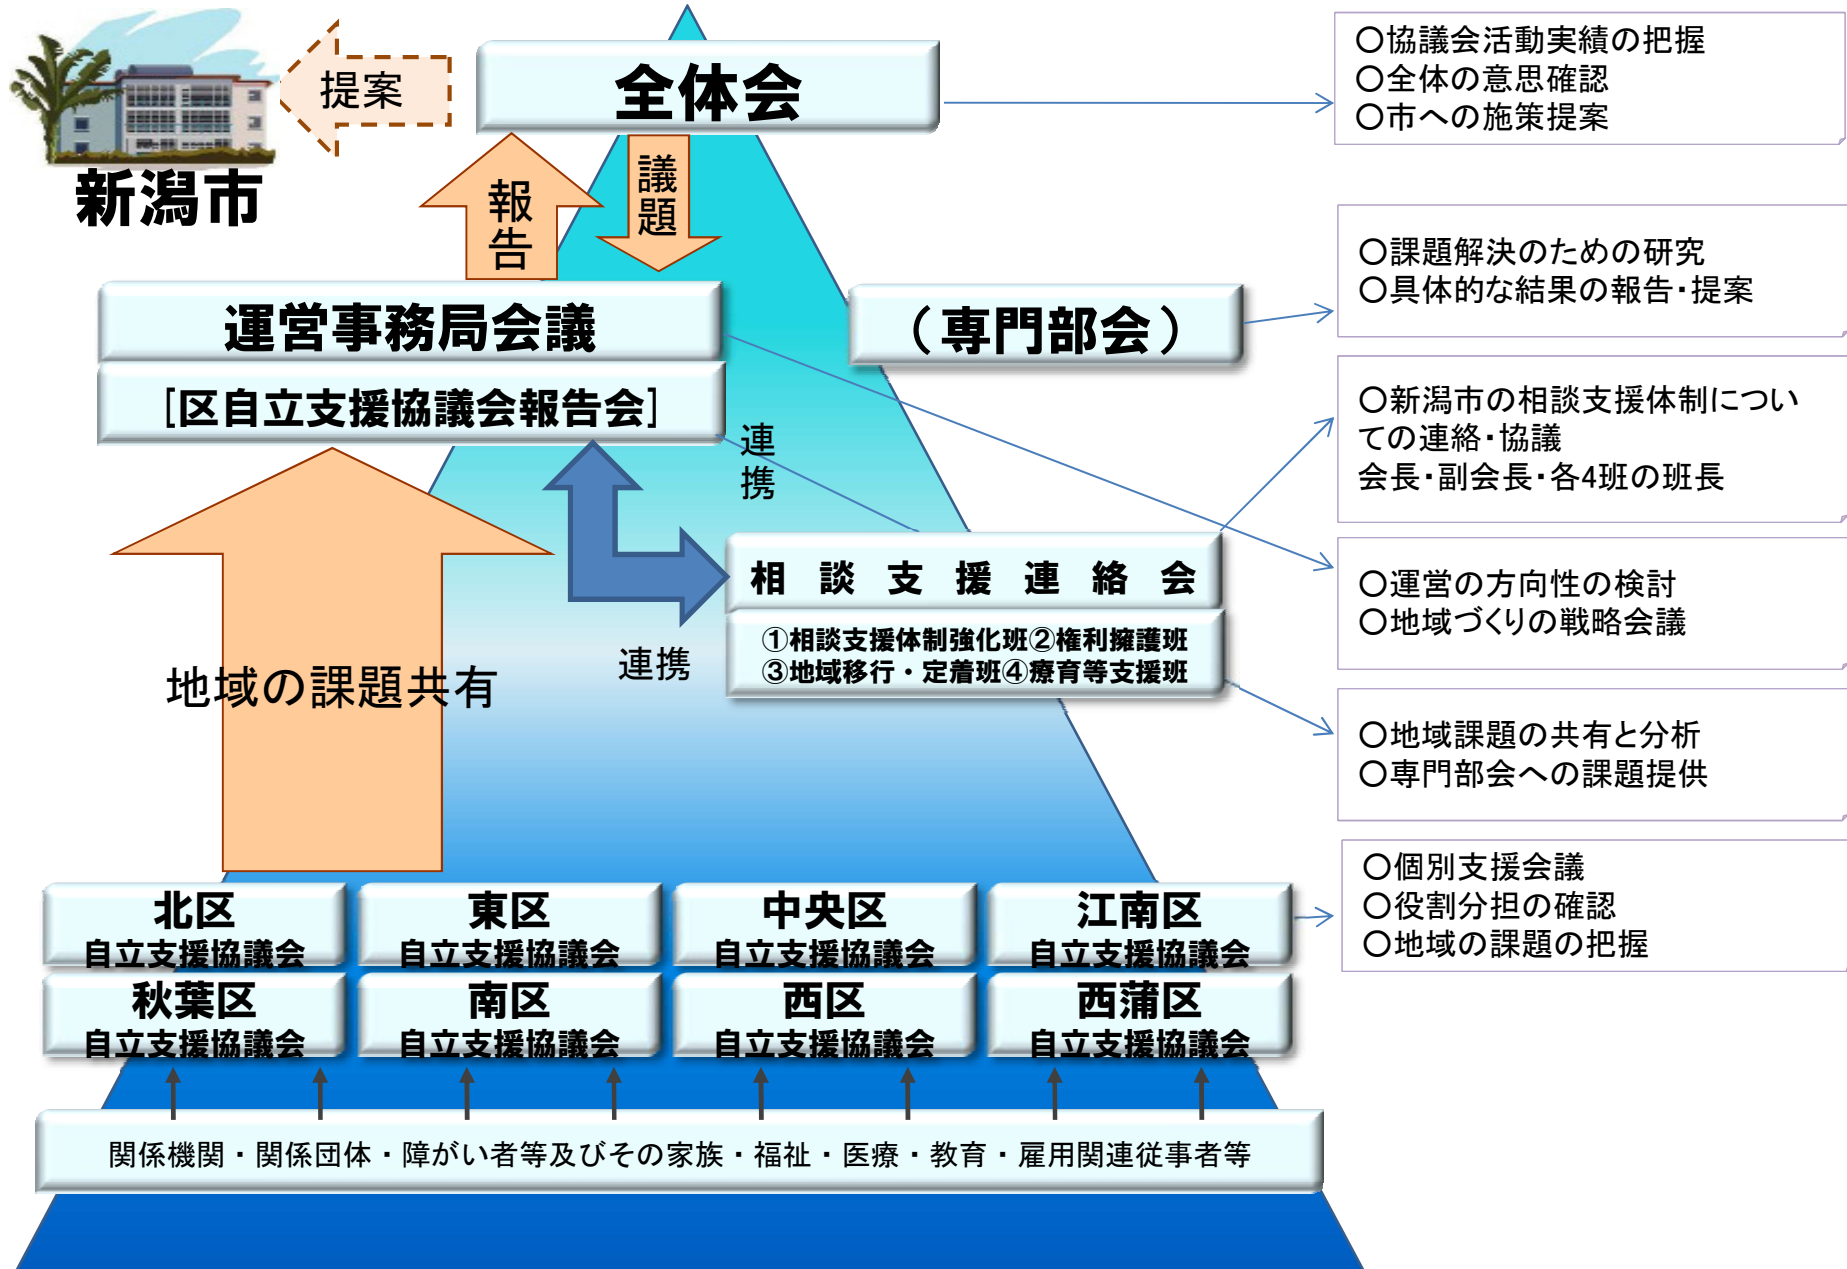 提案
新潟市
全体会
○協議会活動実績の把握
○全体の意思確認
○市への施策提案
報告
議題
運営事務局会議
[区自立支援協議会報告会]
（専門部会）
○課題解決のための研究
○具体的な結果の報告・提案
連携
○新潟市の相談支援体制につい
ての連絡・協議
会長・副会長・各4班の班長
相談支援連絡会
①相談支援体制強化班②権利擁護班
③地域移行・定着班④療育等支援班
連携
○運営の方向性の検討
○地域づくりの戦略会議
地域の課題共有
○地域課題の共有と分析
○専門部会への課題提供
北区
自立支援協議会
東区
自立支援協議会
中央区
自立支援協議会
江南区
自立支援協議会
○個別支援会議
○役割分担の確認
○地域の課題の把握
秋葉区
自立支援協議会
南区
自立支援協議会
西区
自立支援協議会
西蒲区
自立支援協議会
関係機関・関係団体・障がい者等及びその家族・福祉・医療・教育・雇用関連従事者等